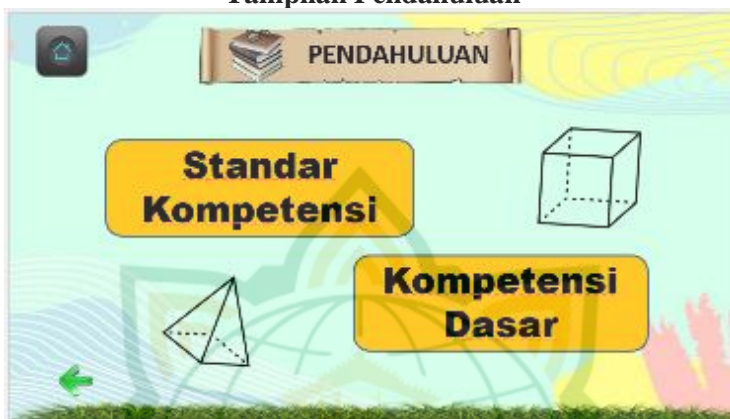 Tampilan Pendahuluan
PENDAHULUAN
Standar
Kompetensi
Kompetensi
Dasar